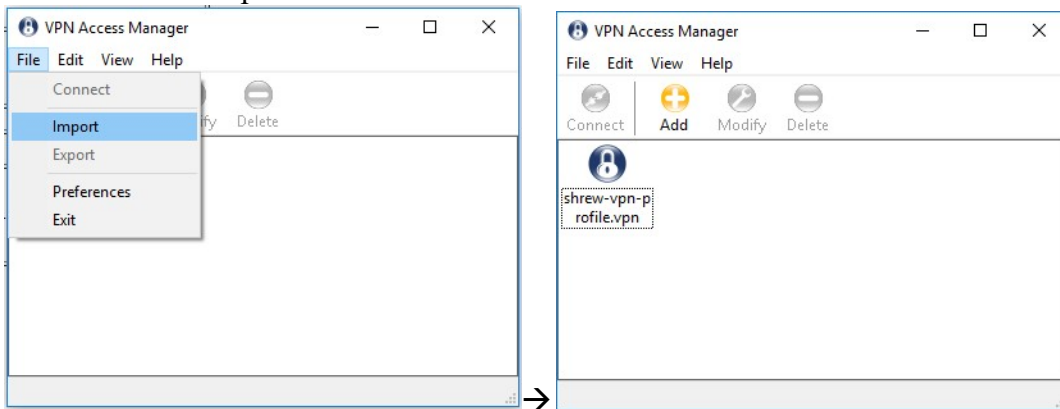 VPN Access Manager
File Edit View Help
Connect
Import
Export
Preferences
Exit
Delete
→
VPN Access Manager
File Edit View Help
Connect Add Modify Delete
shrew-vpn-p
rofile.vpn